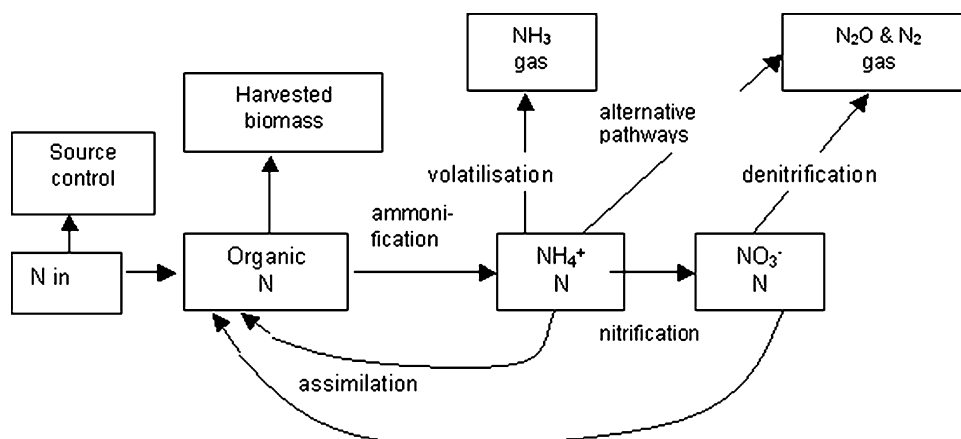 NH₃
gas
N₂O & N₂
gas
Harvested
biomass
alternative
pathways
Source
control
volatilisation
denitrification
ammoni-
fication
N in
Organic
N
NH₄⁺
N
NO₃⁻
N
nitrification
assimilation